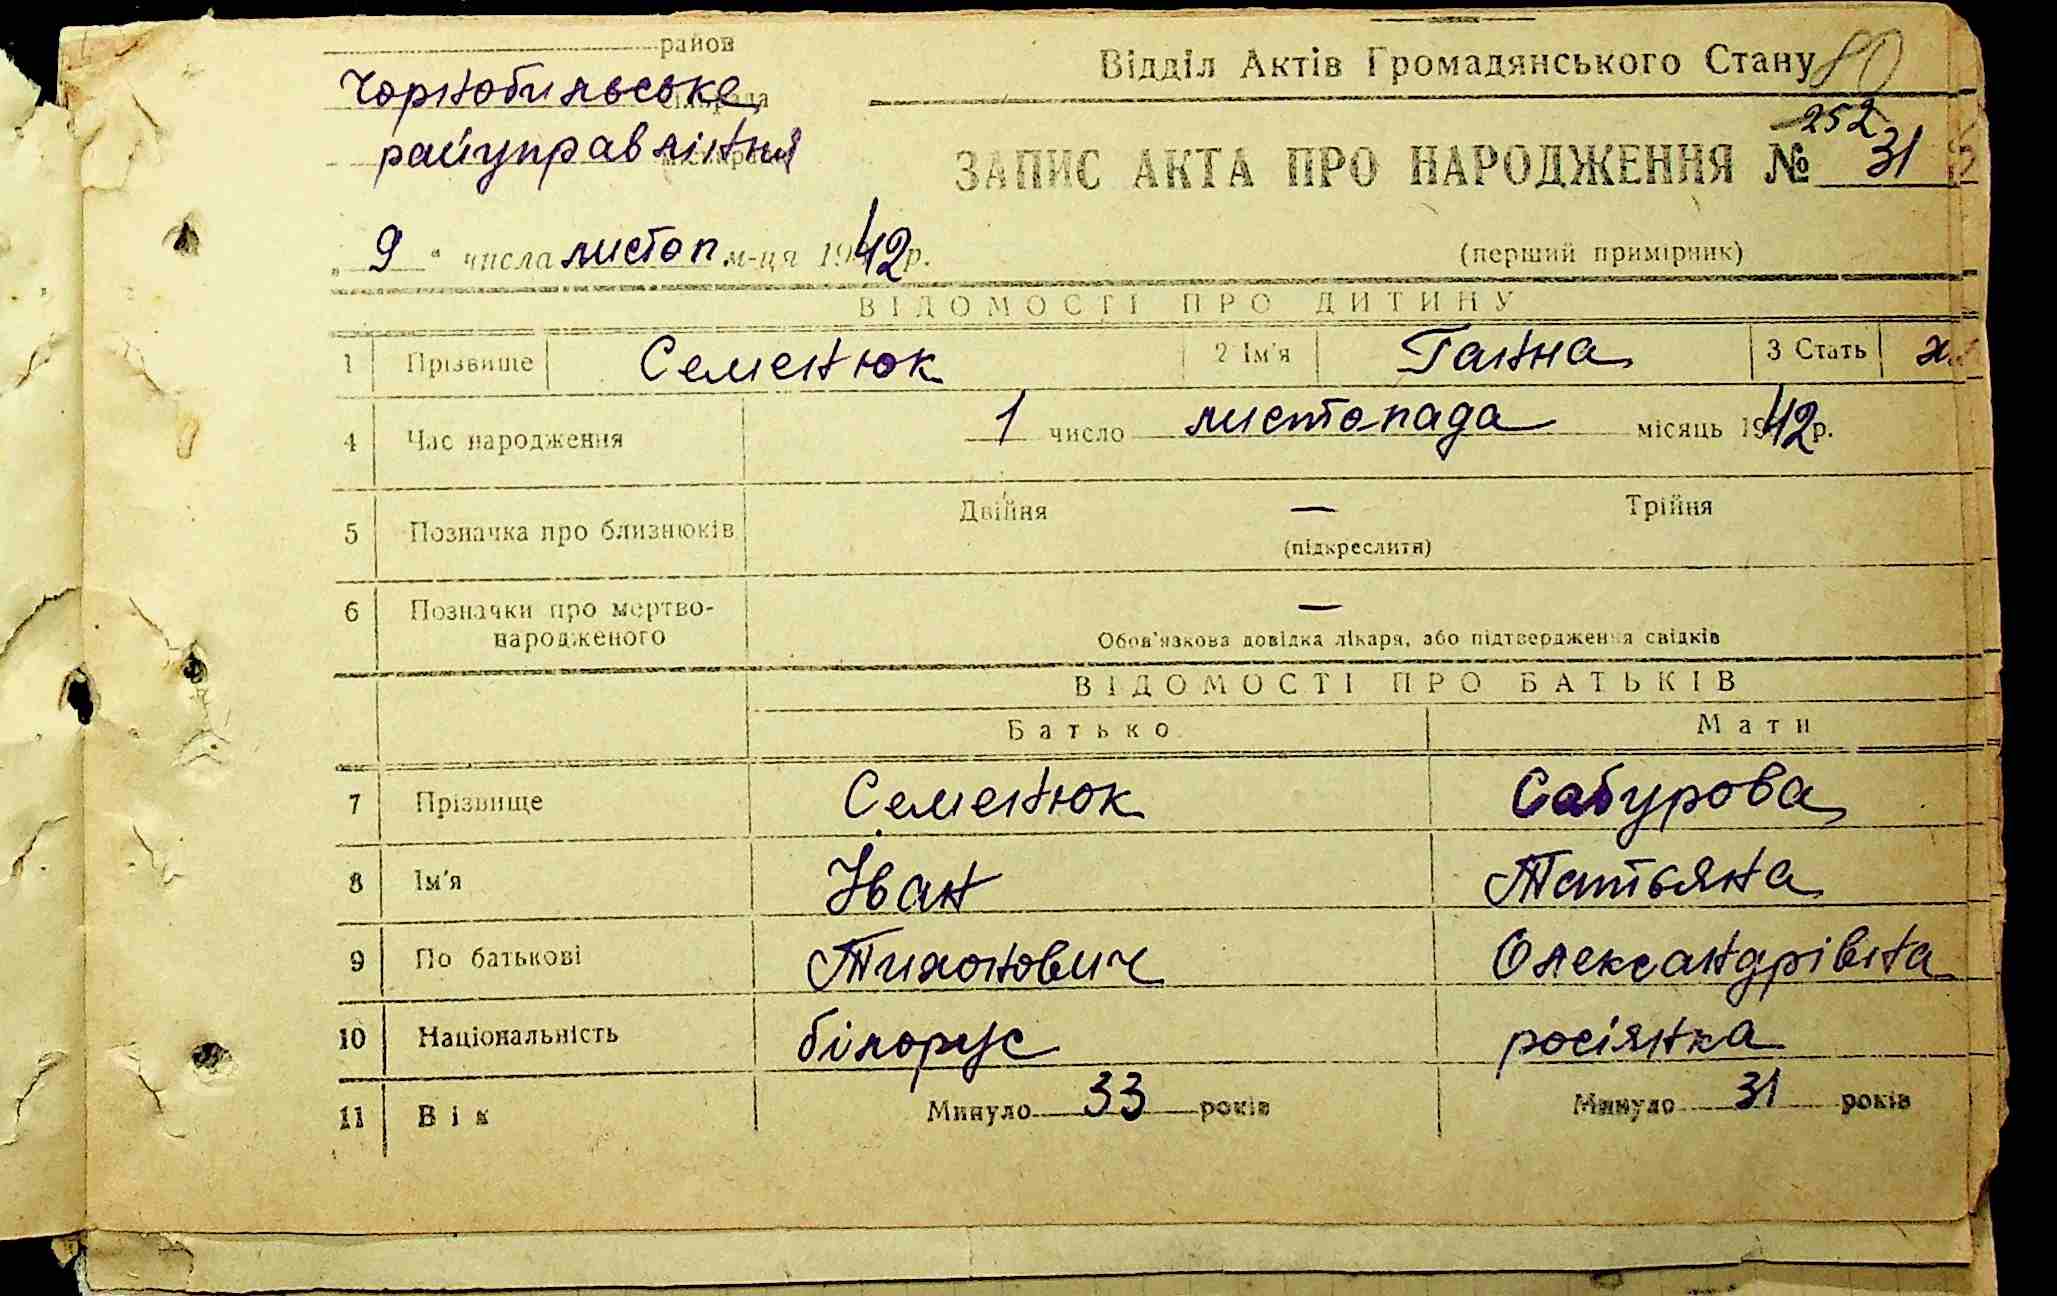 район
Чорнобильське
райуправління
Відділ Актів Громадянського Стану
80
252
ЗАПИС АКТА ПРО НАРОДЖЕННЯ № 31
„ 9 “ числа листоп м-ця 1942 р.
(перший примірник)
ВІДОМОСТІ ПРО ДИТИНУ
1 Прізвище Семенюк 2 Ім'я Ганна 3 Стать ж.
4 Час народження 1 число листопада місяць 1942 р.
5 Позначка про близнюків Двійня — Трійня
(підкреслити)
6 Позначки про мертво-
народженого —
Обов'язкова довідка лікаря, або підтвердження свідків
ВІДОМОСТІ ПРО БАТЬКІВ
Батько Мати
7 Прізвище Семенюк Сабурова
8 Ім'я Іван Татьяна
9 По батькові Тихонович Олександрівна
10 Національність білорус росіянка
11 Вік Минуло 33 років Минуло 31 років